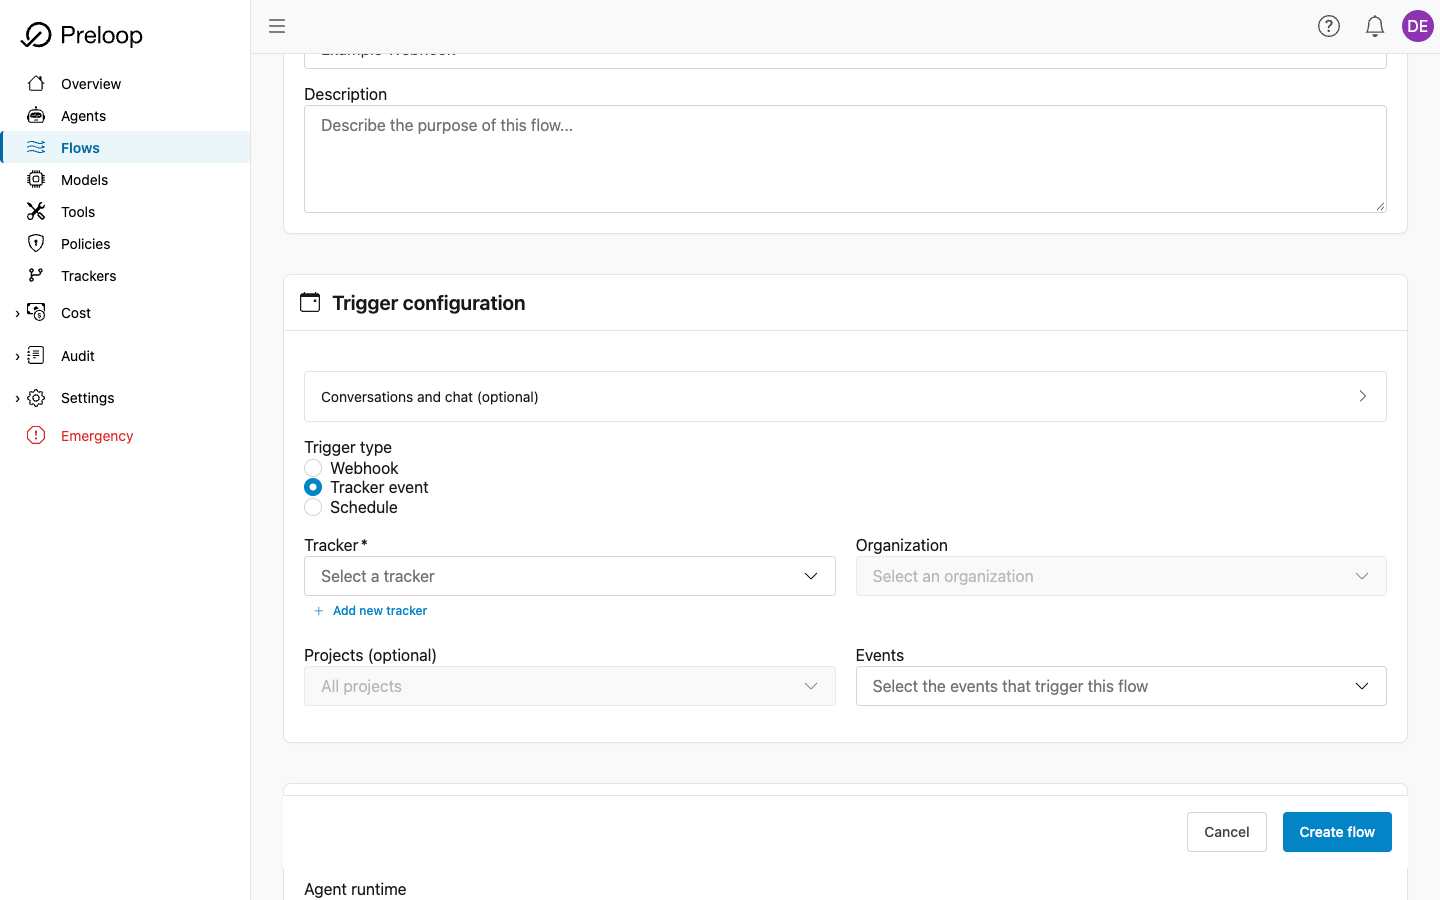 Preloop
DE
Overview
Agents
Flows
Models
Tools
Policies
Trackers
Cost
Audit
Settings
Emergency
Description
Describe the purpose of this flow...
Trigger configuration
Conversations and chat (optional)
Trigger type
Webhook
Tracker event
Schedule
Tracker *
Organization
Select a tracker
Select an organization
Add new tracker
Projects (optional)
Events
All projects
Select the events that trigger this flow
Cancel
Create flow
Agent runtime